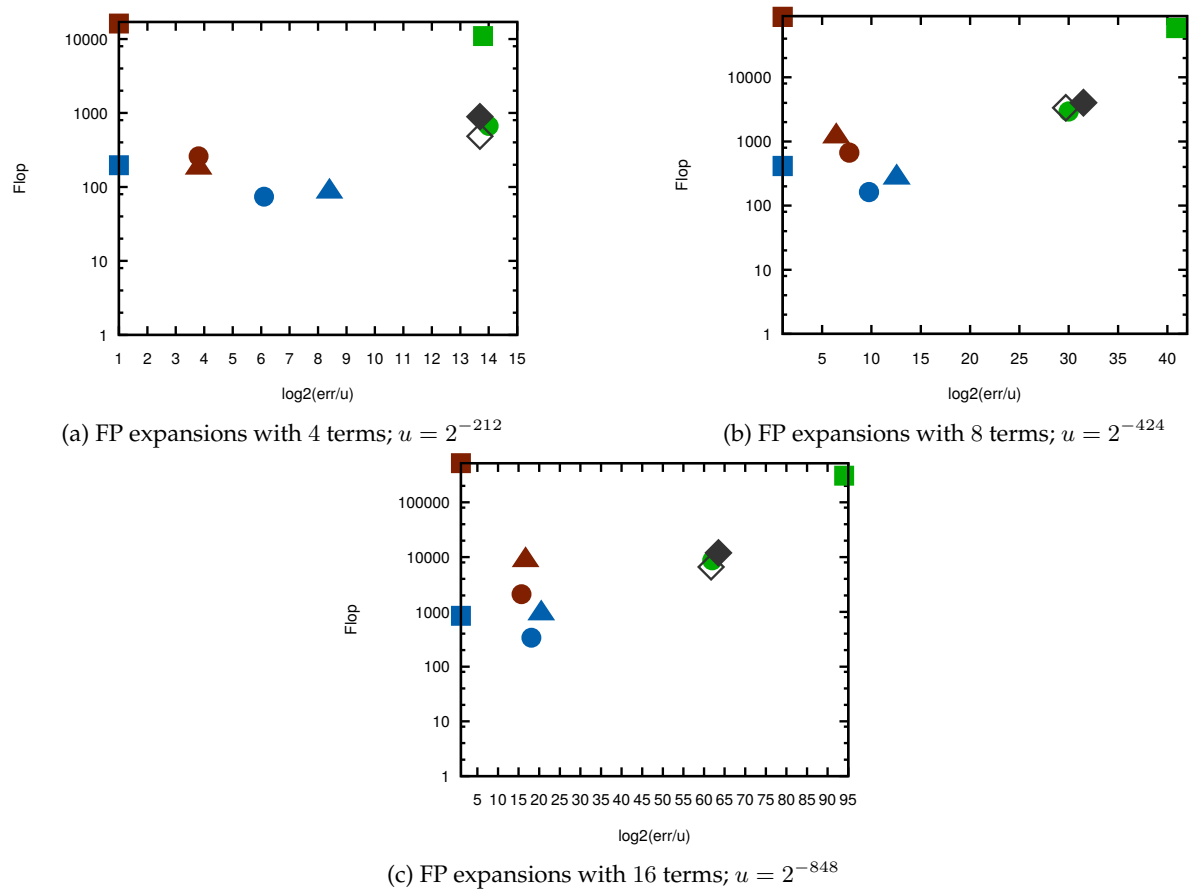 10000
1000
100
10
1
Flop
1 2 3 4 5 6 7 8 9 10 11 12 13 14 15
log2(err/u)
(a) FP expansions with 4 terms; u = 2^{-212}
10000
1000
100
10
1
Flop
5 10 15 20 25 30 35 40
log2(err/u)
(b) FP expansions with 8 terms; u = 2^{-424}
100000
10000
1000
100
10
1
Flop
5 10 15 20 25 30 35 40 45 50 55 60 65 70 75 80 85 90 95
log2(err/u)
(c) FP expansions with 16 terms; u = 2^{-848}